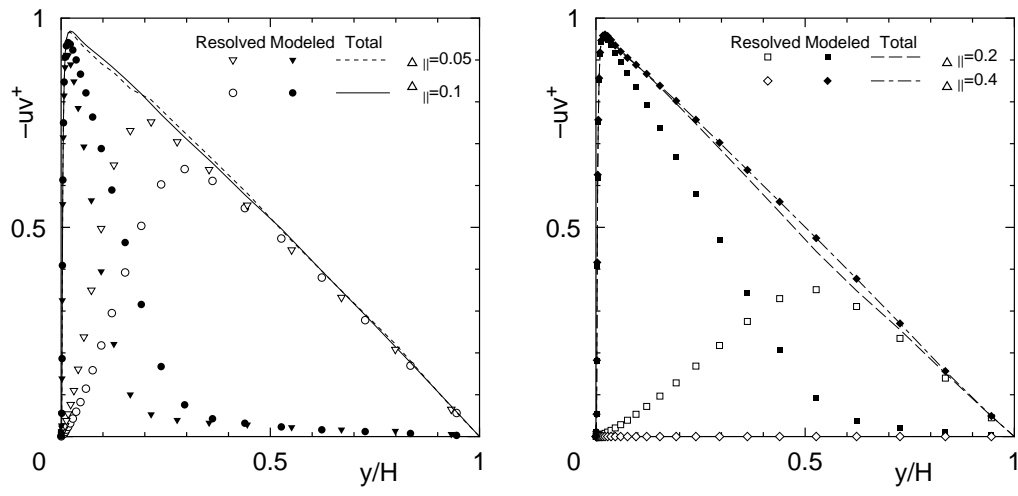 1
Resolved Modeled Total
△||=0.05
△||=0.1
−uv+
0.5
0
0.5
1
y/H
1
Resolved Modeled Total
△||=0.2
△||=0.4
−uv+
0.5
0
0.5
1
y/H